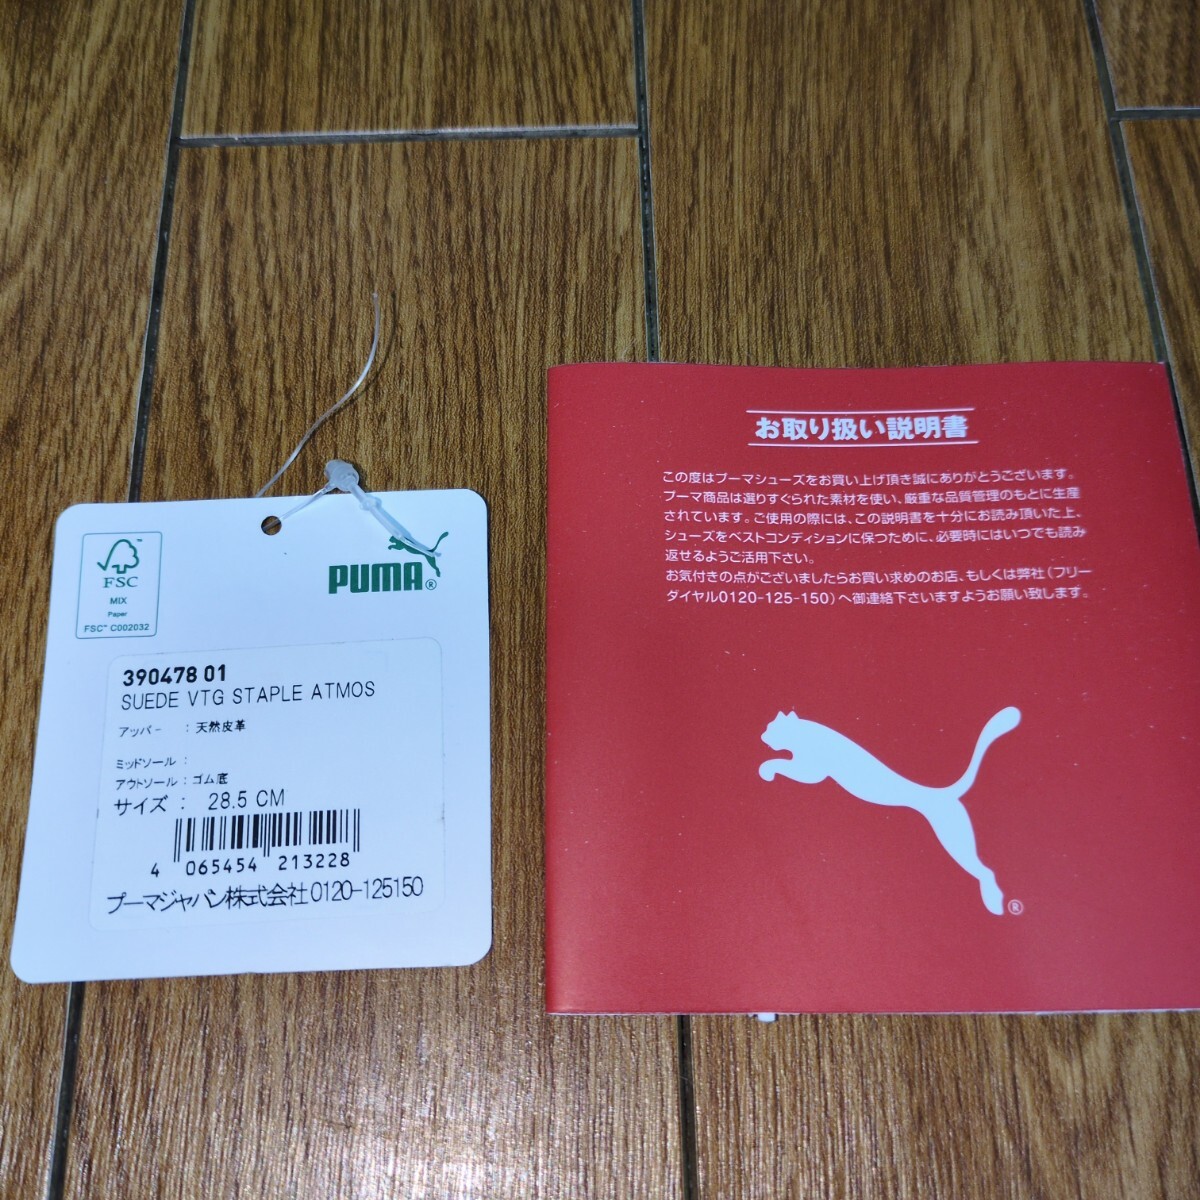 FSC
MIX
Paper
FSC™ C002032
PUMA®
390478 01
SUEDE VTG STAPLE ATMOS
アッパー : 天然皮革
ミッドソール :
アウトソール : ゴム底
サイズ : 28.5 CM
4 065454 213228
プーマジャパン株式会社0120-125150
お取り扱い説明書
この度はプーマシューズをお買い上げ頂き誠にありがとうございます。
プーマ商品は選りすぐられた素材を使い、厳重な品質管理のもとに生産
されています。ご使用の際には、この説明書を十分にお読み頂いた上、
シューズをベストコンディションに保つために、必要時にはいつでも読み
返せるようご活用下さい。
お気付きの点がございましたらお買い求めのお店、もしくは弊社(フリー
ダイヤル0120-125-150)へ御連絡下さいますようお願い致します。
®